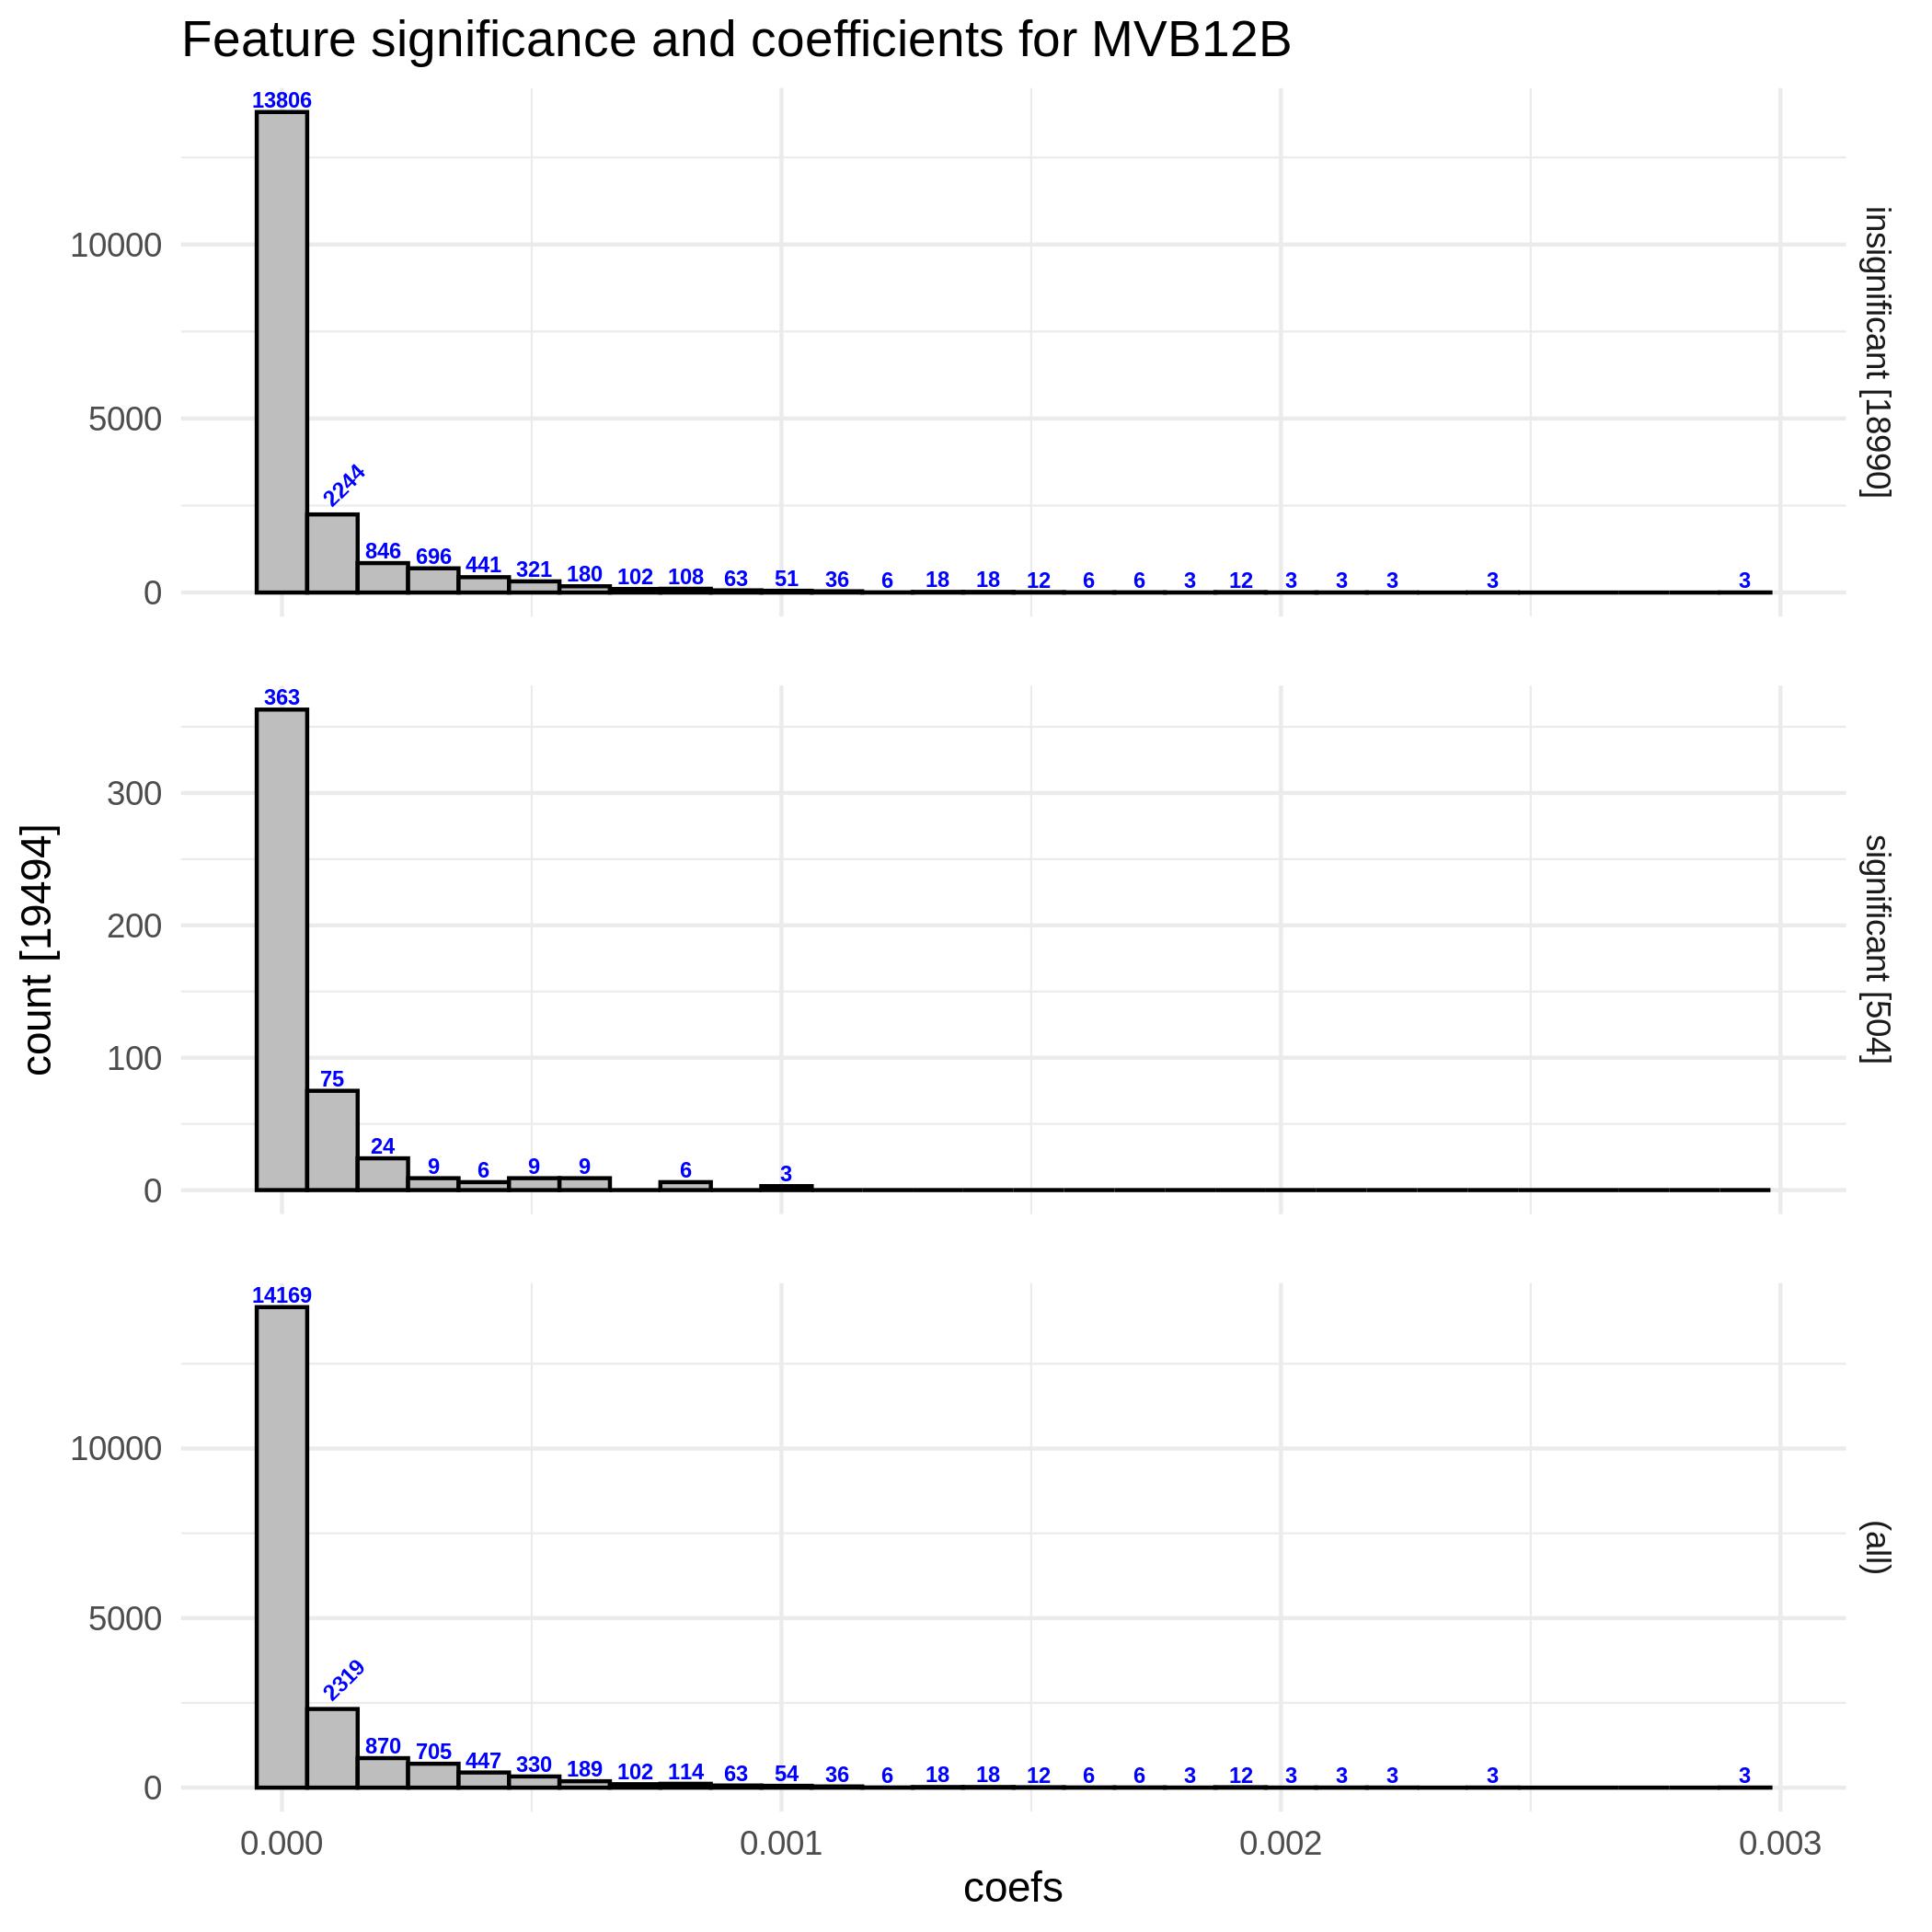 Feature significance and coefficients for MVB12B
13806
10000
5000
0
2244
846 696 441 321 180 102 108 63 51 36 6 18 18 12 6 6 3 12 3 3 3 3 3
insignificant [18990]
count [19494]
363
300
200
100
0
75
24
9 6 9 9 6 3
significant [504]
14169
10000
5000
0
2319
870 705 447 330 189 102 114 63 54 36 6 18 18 12 6 6 3 12 3 3 3 3 3
(all)
0.000 0.001 0.002 0.003
coefs